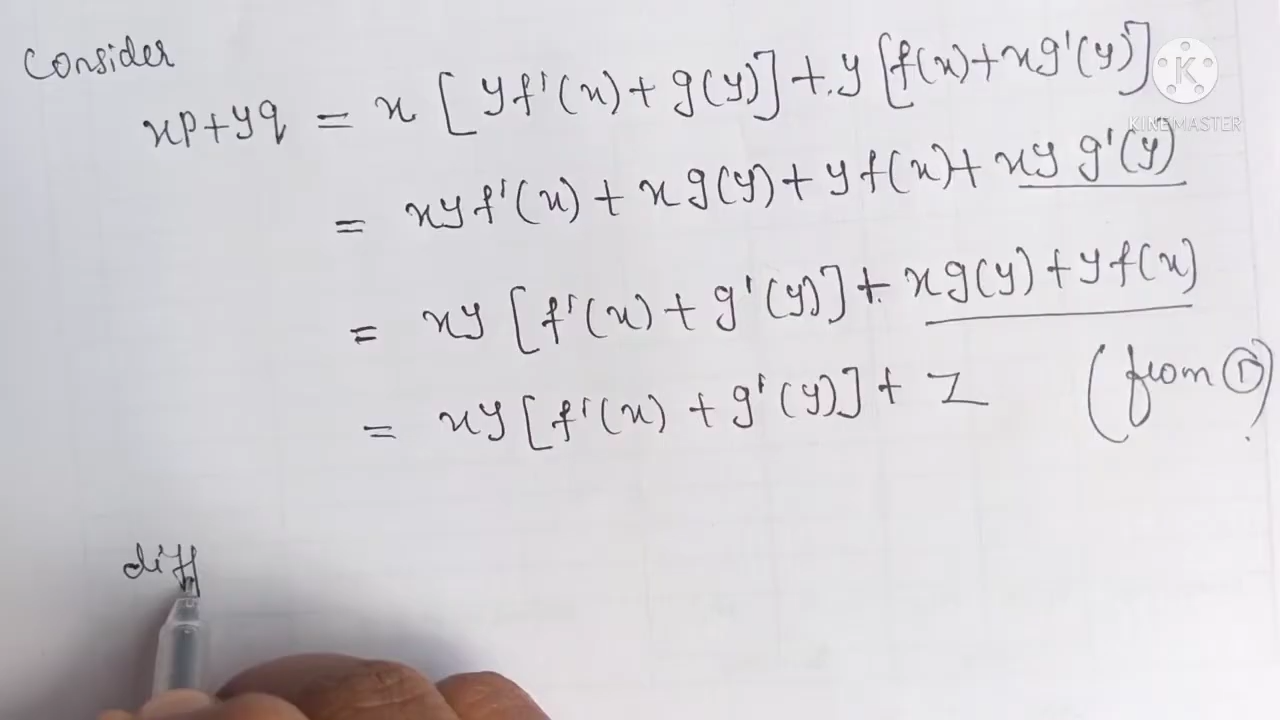 Consider
xp+yq = x [yf'(x) + g(y)] + y [f(x)+xg'(y)]
= xyf'(x) + xg(y) + yf(x) + xy g'(y)
= xy [f'(x) + g'(y)] + xg(y) + yf(x)
= xy [f'(x) + g'(y)] + z (from ①)
diff
K
KINEMASTER